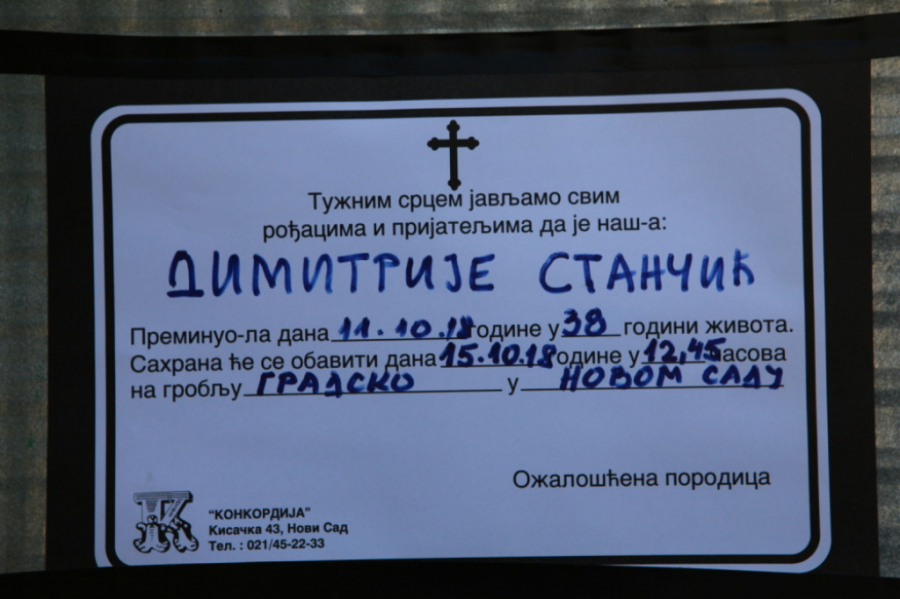 Тужним срцем јављамо свим
рођацима и пријатељима да је наш-а:
ДИМИТРИЈЕ СТАНЧИЋ
Преминуо-ла дана 11.10.18 године у 38 години живота.
Сахрана ће се обавити дана 15.10.18 године у 12,45 часова
на гробљу ГРАДСКО у НОВОМ САДУ
Ожалошћена породица
К
"КОНКОРДИЈА"
Кисачка 43, Нови Сад
Тел. : 021/45-22-33